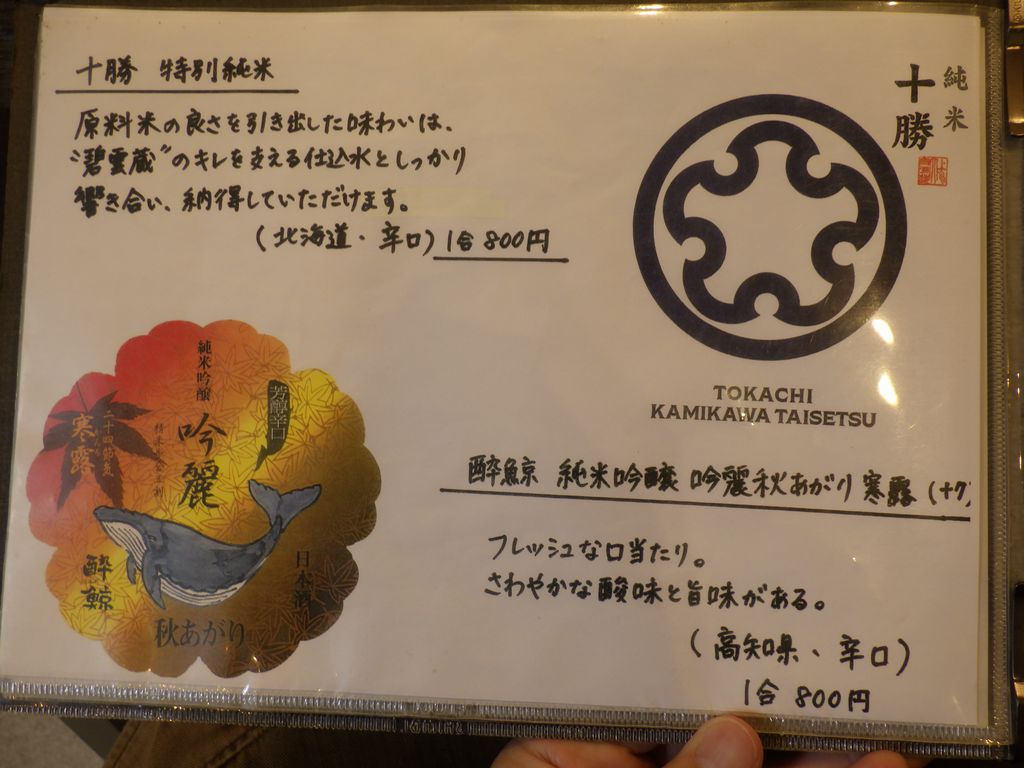 十勝 特別純米
原料米の良さを引き出した味わいは、
"碧雲蔵"のキレを支える仕込水としっかり
響き合い、納得していただけます。
(北海道・辛口) 1合 800円
純米
十勝
TOKACHI
KAMIKAWA TAISETSU
純米吟醸
吟麗
芳醇辛口
二十四節気
寒露
酔鯨
日本酒
秋あがり
酔鯨 純米吟醸 吟麗秋あがり 寒露 (+7)
フレッシュな口当たり。
さわやかな酸味と旨味がある。
(高知県・辛口)
1合 800円